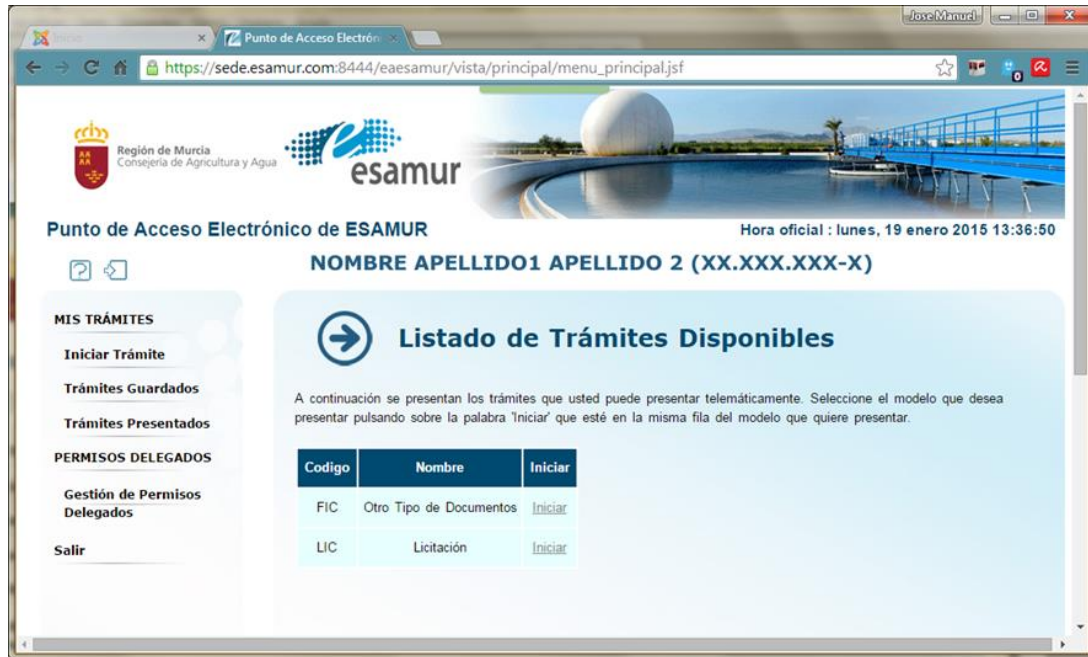 Jose Manuel
Punto de Acceso Electrón
https://sede.esamur.com:8444/eaesamur/vista/principal/menu_principal.jsf
0
Región de Murcia
Consejería de Agricultura y Agua
esamur
Punto de Acceso Electrónico de ESAMUR
Hora oficial : lunes, 19 enero 2015 13:36:50
NOMBRE APELLIDO1 APELLIDO 2 (XX.XXX.XXX-X)
MIS TRÁMITES
Iniciar Trámite
Trámites Guardados
Trámites Presentados
PERMISOS DELEGADOS
Gestión de Permisos
Delegados
Salir
Listado de Trámites Disponibles
A continuación se presentan los trámites que usted puede presentar telemáticamente. Seleccione el modelo que desea
presentar pulsando sobre la palabra 'Iniciar' que esté en la misma fila del modelo que quiere presentar.
Codigo Nombre Iniciar
FIC Otro Tipo de Documentos Iniciar
LIC Licitación Iniciar